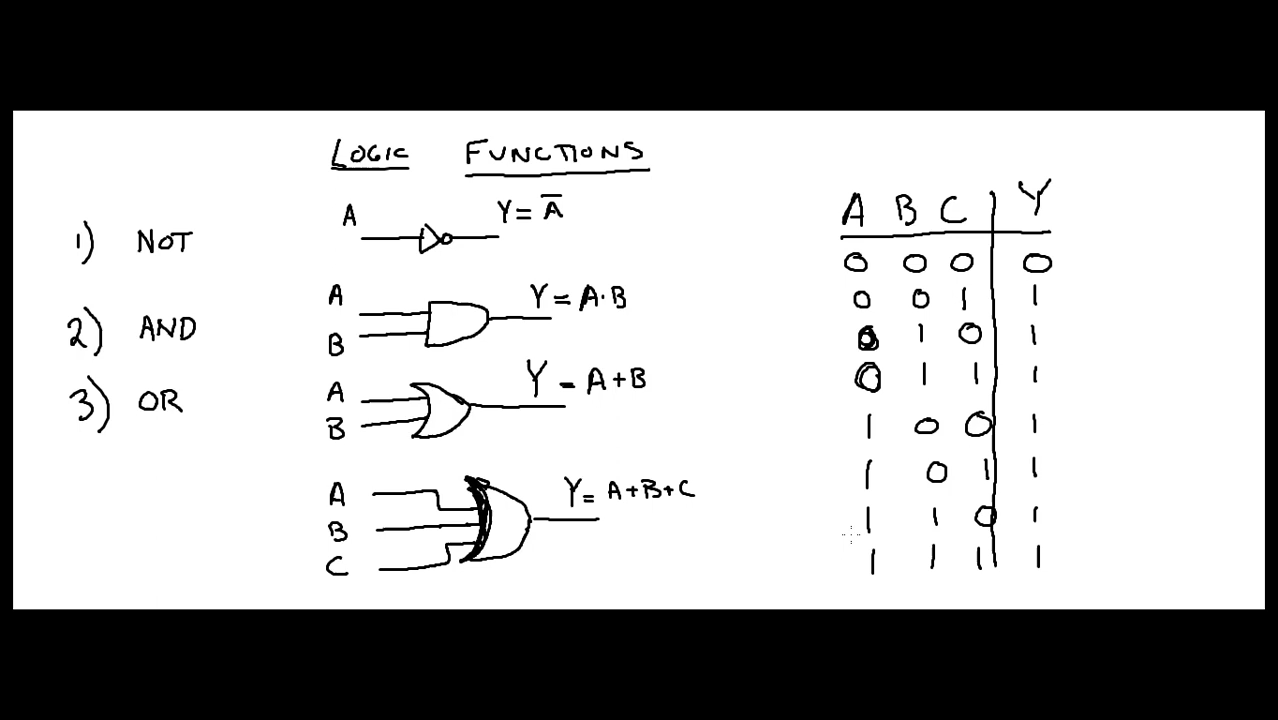 LOGIC FUNCTIONS
1) NOT
A
Y = A̅
2) AND
A
B
Y = A·B
3) OR
A
B
Y = A+B
A
B
C
Y = A+B+C
A B C Y
0 0 0 0
0 0 1 1
0 1 0 1
0 1 1 1
1 0 0 1
1 0 1 1
1 1 0 1
1 1 1 1